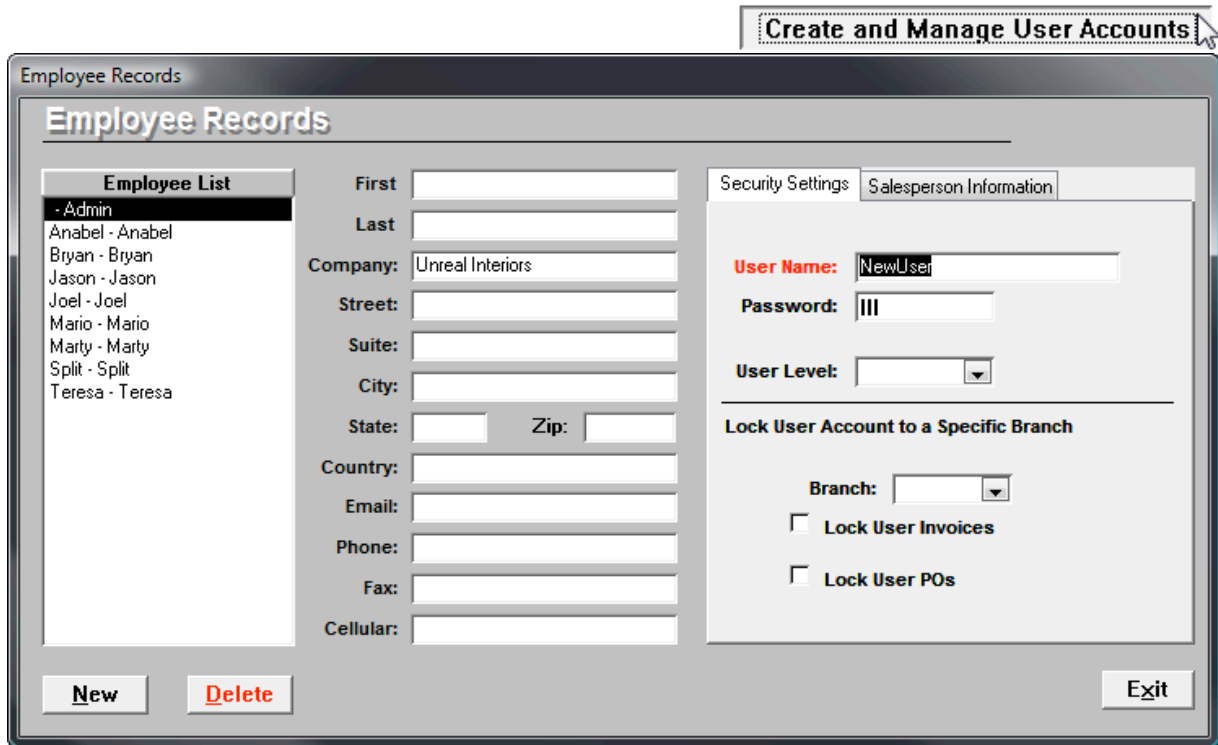 Create and Manage User Accounts
Employee Records
Employee Records
Employee List
- Admin
Anabel - Anabel
Bryan - Bryan
Jason - Jason
Joel - Joel
Mario - Mario
Marty - Marty
Split - Split
Teresa - Teresa
First
Last
Company: Unreal Interiors
Street:
Suite:
City:
State: Zip:
Country:
Email:
Phone:
Fax:
Cellular:
Security Settings Salesperson Information
User Name: NewUser
Password: III
User Level:
Lock User Account to a Specific Branch
Branch:
Lock User Invoices
Lock User POs
New Delete Exit